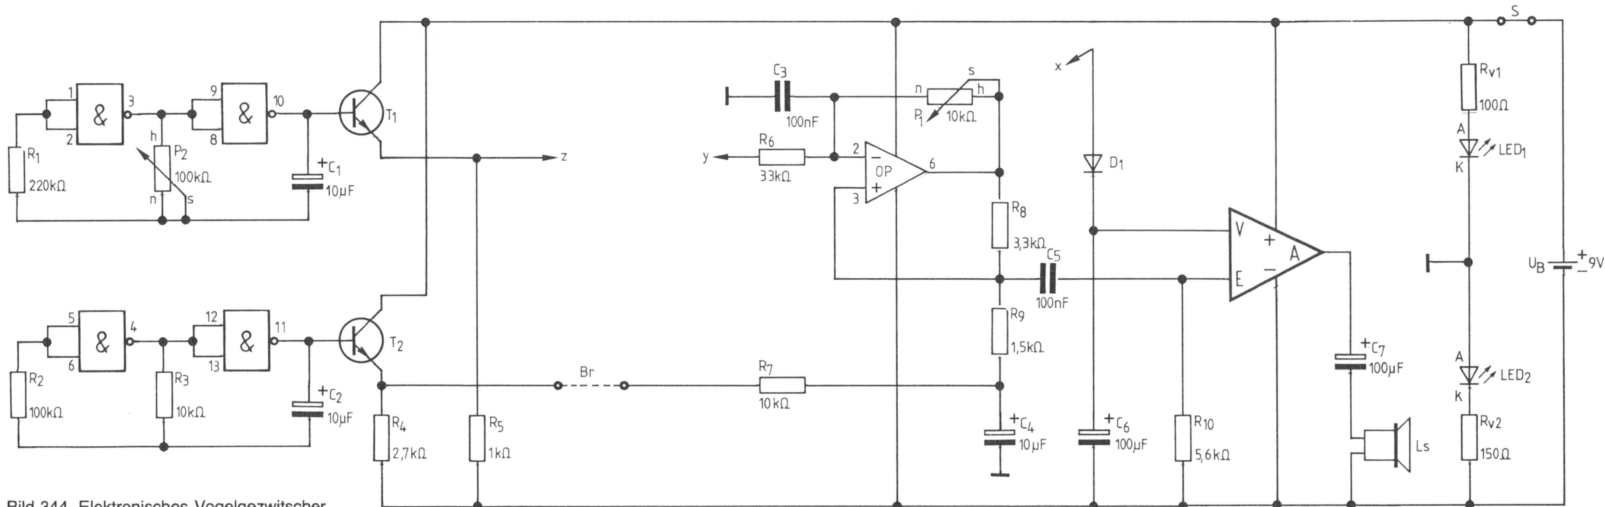 S
C3
100nF
n
s
h
P1
10kΩ
x
Rv1
100Ω
1
2
&
3
9
8
&
10
T1
A
K
LED1
R1
220kΩ
h
P2
100kΩ
n
s
+
C1
10µF
z
y
R6
33kΩ
2
−
OP
+
3
6
D1
R8
3,3kΩ
V
+
A
E
−
UB
+
−
9V
C5
100nF
5
6
&
4
12
13
&
11
T2
R9
1,5kΩ
+
C7
100µF
A
K
LED2
R2
100kΩ
R3
10kΩ
+
C2
10µF
Br
R7
10kΩ
R4
2,7kΩ
R5
1kΩ
+
C4
10µF
+
C6
100µF
R10
5,6kΩ
Ls
Rv2
150Ω
Bild 344. Elektronisches Vogelgezwitscher